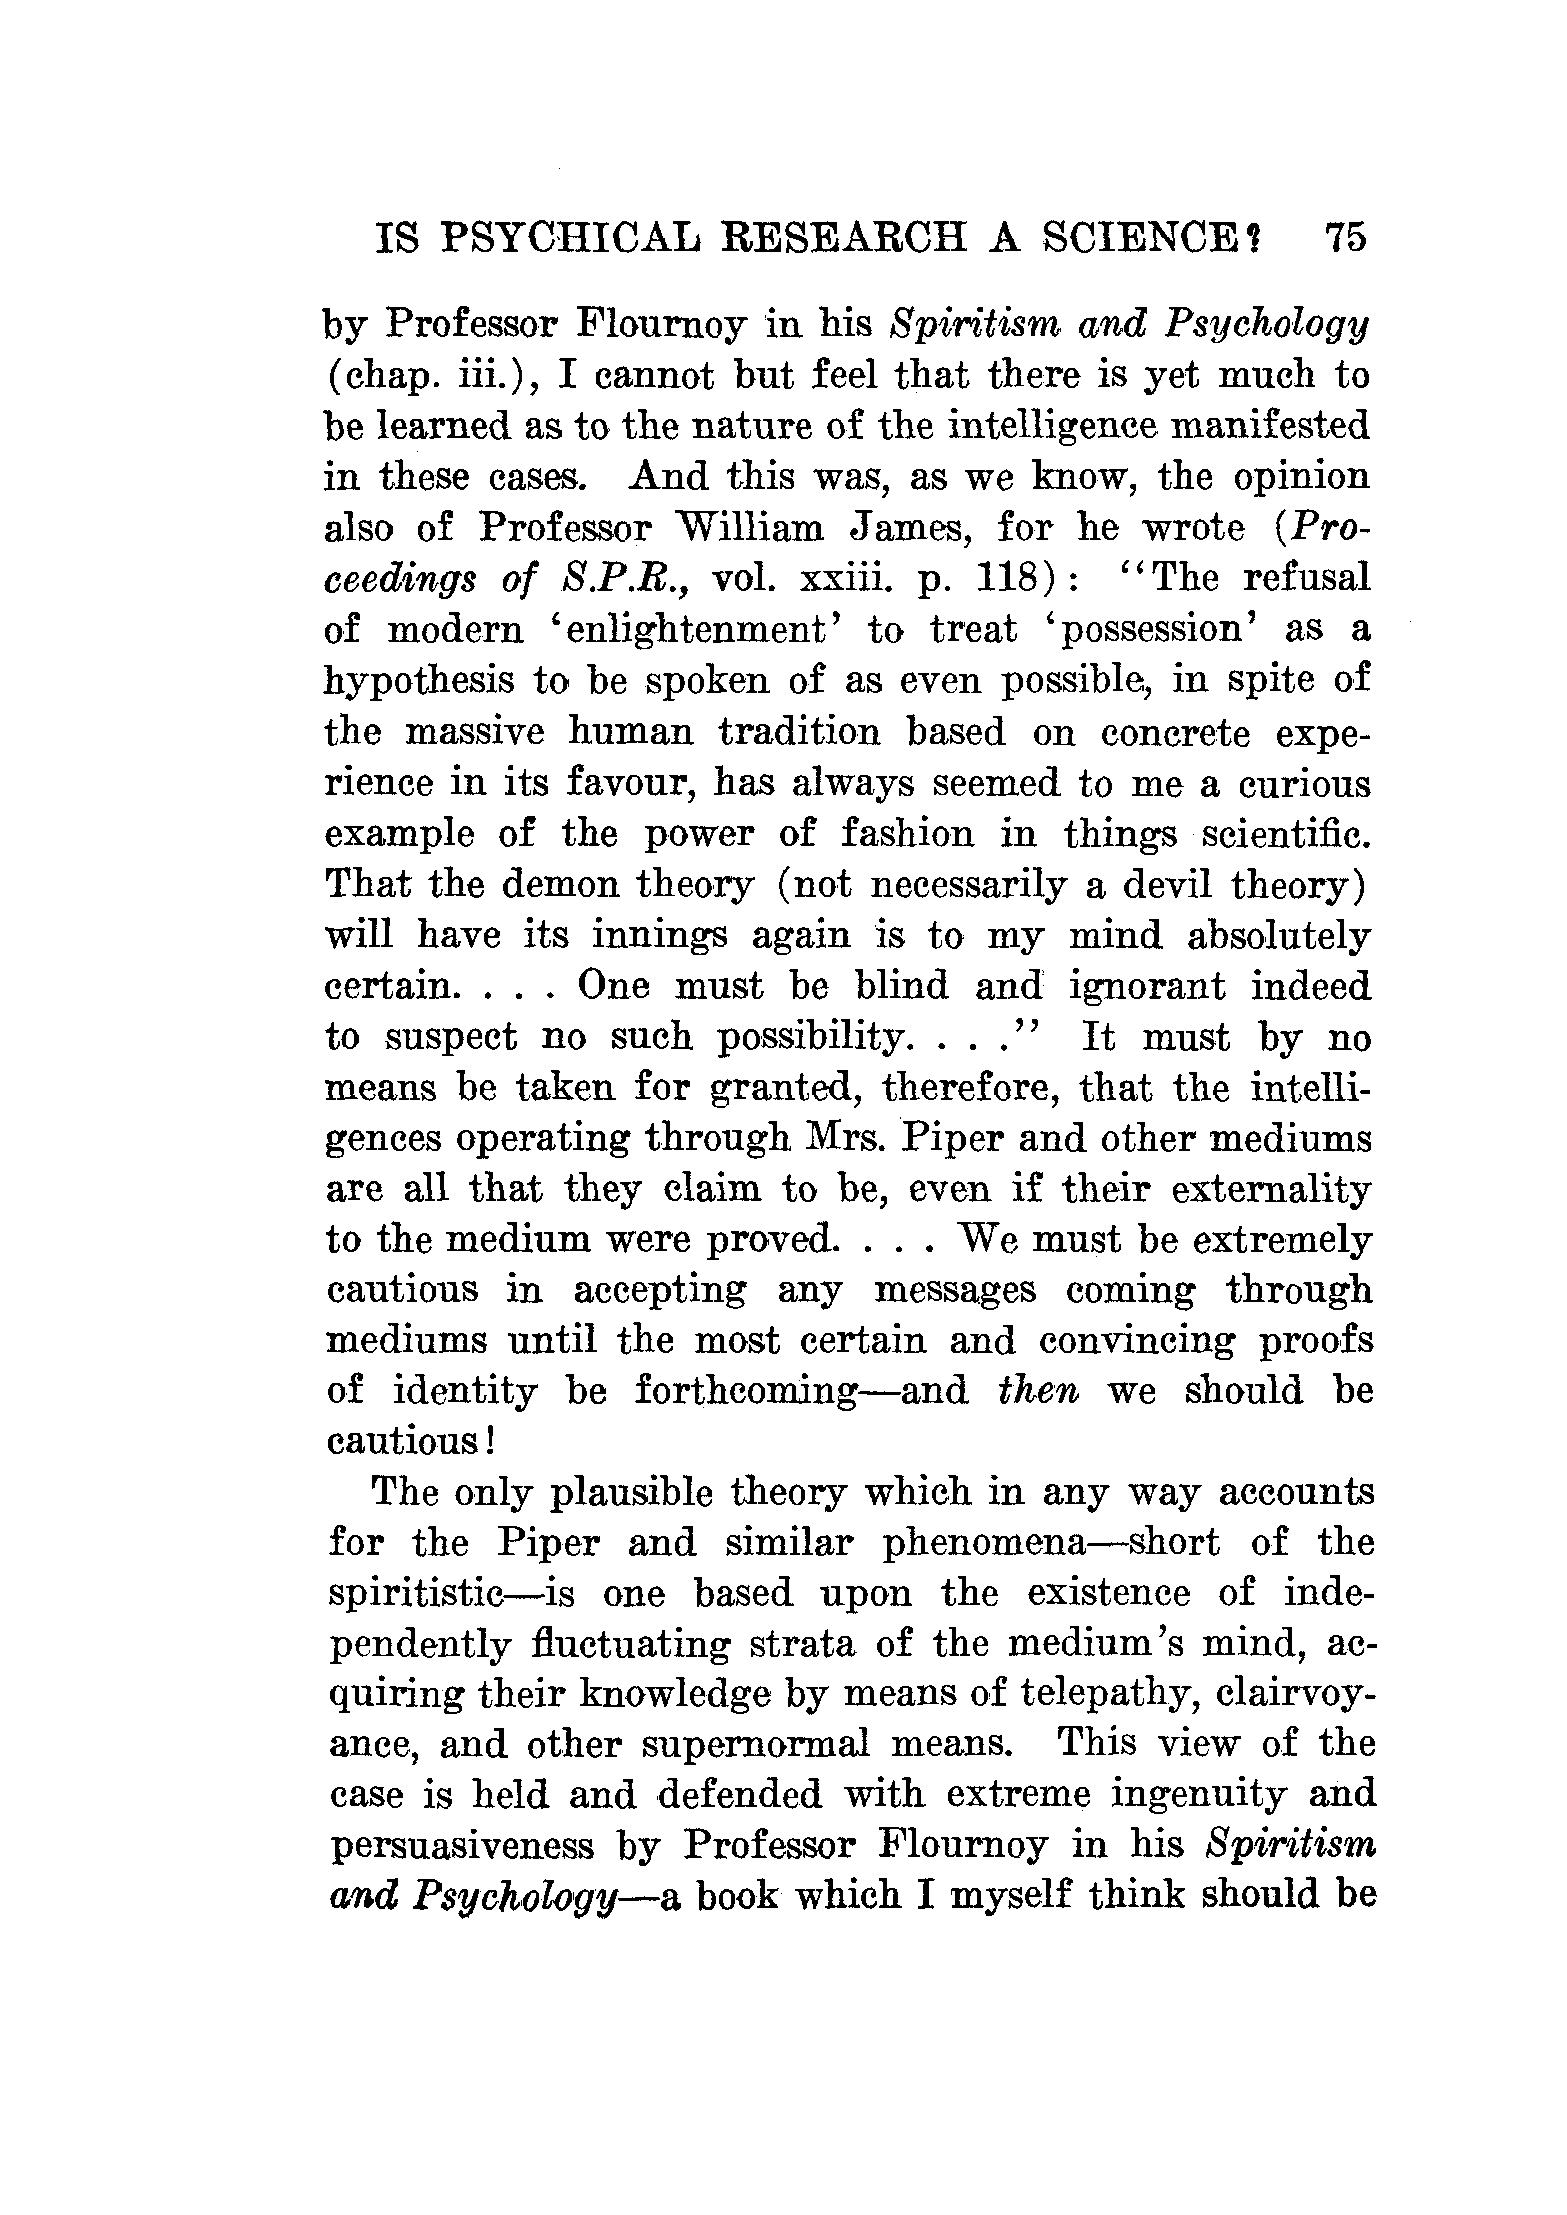 IS PSYCHICAL RESEARCH A SCIENCE? 75
by Professor Flournoy in his Spiritism and Psychology
(chap. iii.), I cannot but feel that there is yet much to
be learned as to the nature of the intelligence manifested
in these cases. And this was, as we know, the opinion
also of Professor William James, for he wrote (Pro-
ceedings of S.P.R., vol. xxiii. p. 118): “The refusal
of modern ‘enlightenment’ to treat ‘possession’ as a
hypothesis to be spoken of as even possible, in spite of
the massive human tradition based on concrete expe-
rience in its favour, has always seemed to me a curious
example of the power of fashion in things scientific.
That the demon theory (not necessarily a devil theory)
will have its innings again is to my mind absolutely
certain. . . . One must be blind and ignorant indeed
to suspect no such possibility. . . .” It must by no
means be taken for granted, therefore, that the intelli-
gences operating through Mrs. Piper and other mediums
are all that they claim to be, even if their externality
to the medium were proved. . . . We must be extremely
cautious in accepting any messages coming through
mediums until the most certain and convincing proofs
of identity be forthcoming—and then we should be
cautious!
The only plausible theory which in any way accounts
for the Piper and similar phenomena—short of the
spiritistic—is one based upon the existence of inde-
pendently fluctuating strata of the medium’s mind, ac-
quiring their knowledge by means of telepathy, clairvoy-
ance, and other supernormal means. This view of the
case is held and defended with extreme ingenuity and
persuasiveness by Professor Flournoy in his Spiritism
and Psychology—a book which I myself think should be